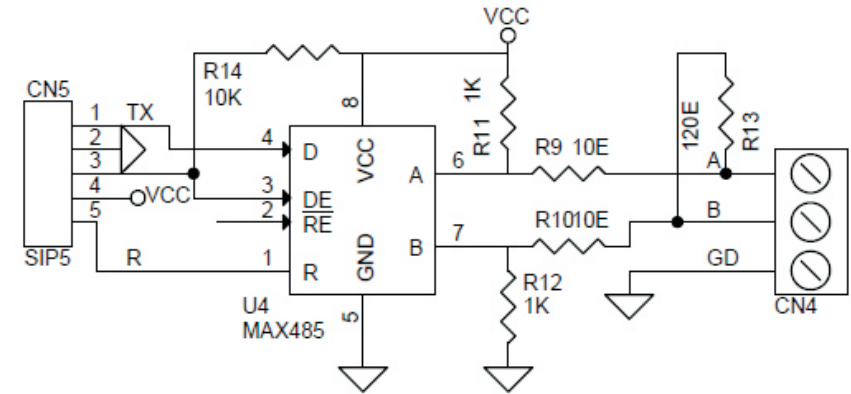 VCC
R14
10K
CN5
1
TX
2
3
4
VCC
5
SIP5
R
4
3
2
1
8
D
DE
RE
R
VCC
GND
A
B
5
U4
MAX485
6
7
R11
1K
R9 10E
R1010E
R12
1K
120E
R13
A
B
GD
CN4